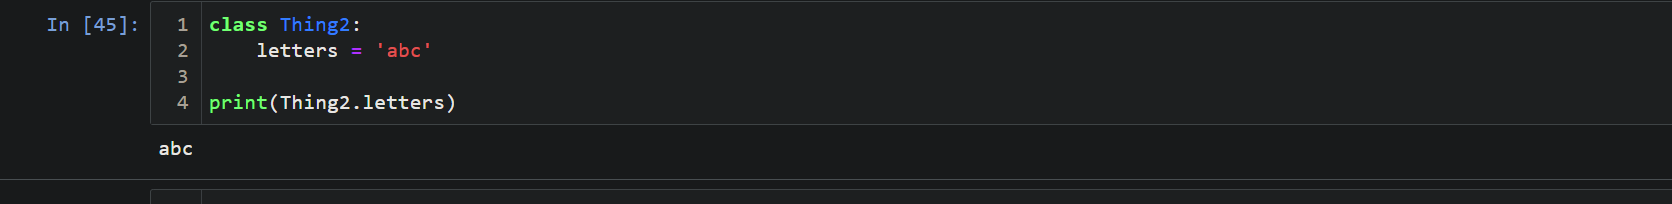 In [45]:
1 class Thing2:
2     letters = 'abc'
3
4 print(Thing2.letters)
abc